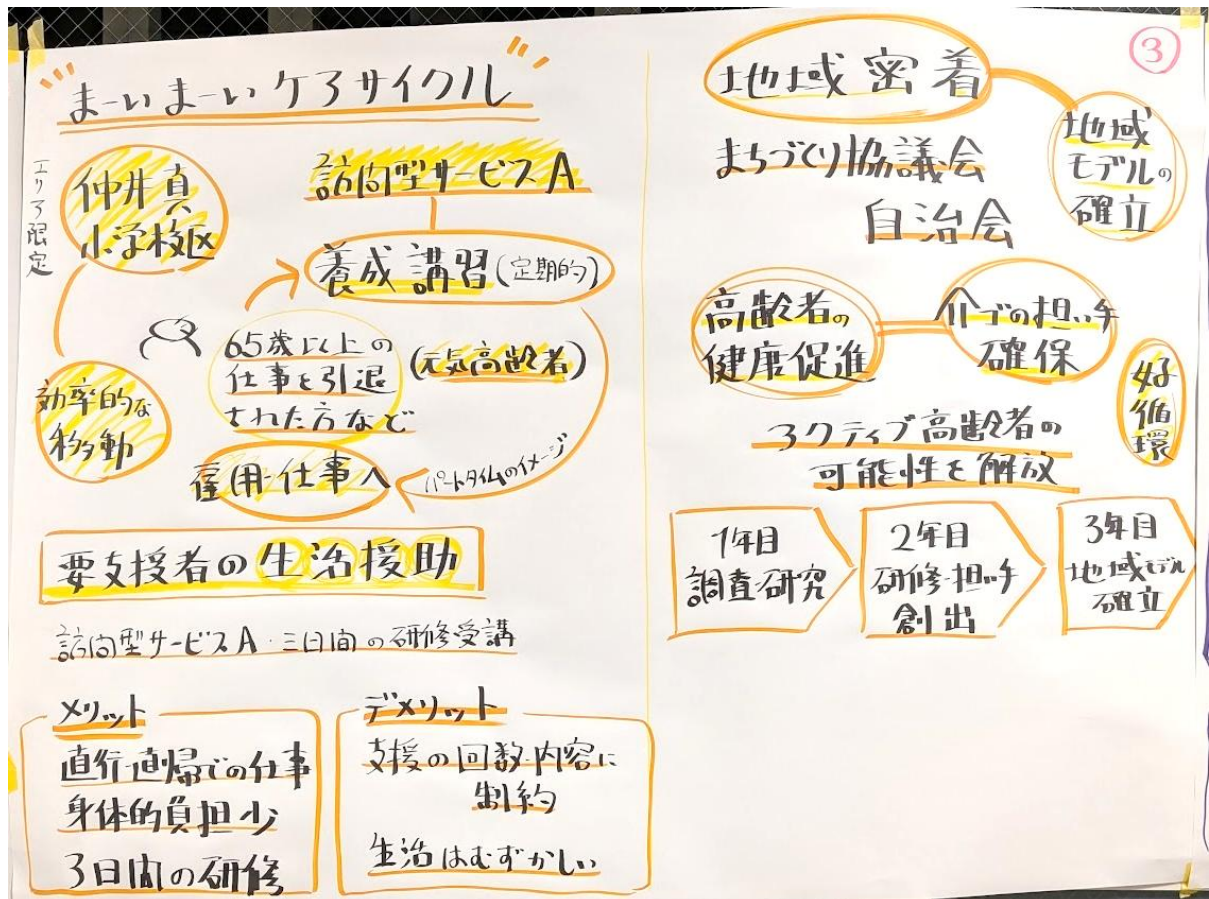 まーいまーいケアサイクル
エリア限定
仲井真
小学校区
訪問型サービスA
養成講習(定期的)
65歳以上の
仕事を引退
された方など
(元気高齢者)
効率的な
移動
雇用・仕事へ
パートタイムのイメージ
要支援者の生活援助
訪問型サービスA・三日間の研修受講
メリット
直行・直帰での仕事
身体的負担少
3日間の研修
デメリット
支援の回数・内容に
制約
生活はむずかしい
③
地域密着
地域
モデルの
確立
まちづくり協議会
自治会
高齢者の
健康促進
介ゴの担い手
確保
好循環
アクティブ高齢者の
可能性を解放
1年目
調査・研究
2年目
研修・担い手
創出
3年目
地域モデル
確立